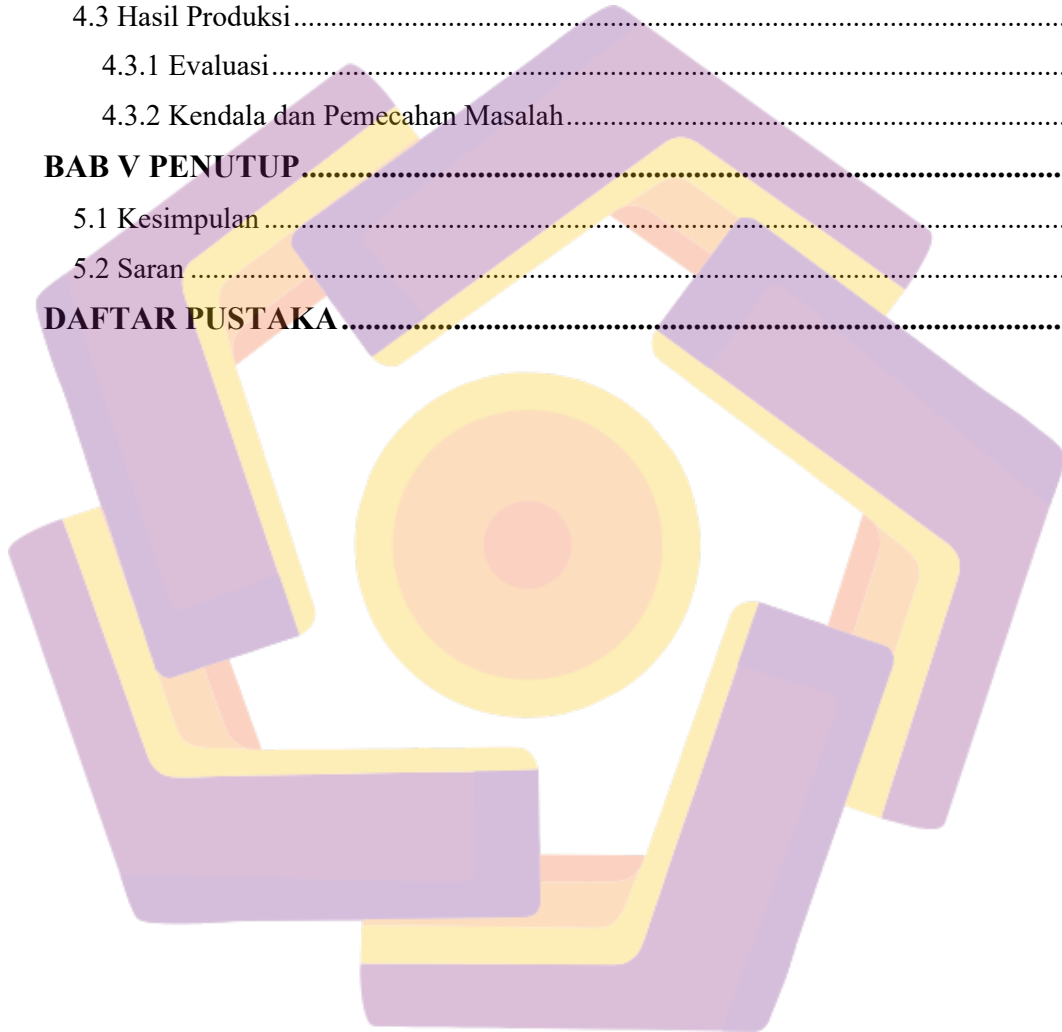 4.3 Hasil Produksi................................................................................................
4.3.1 Evaluasi................................................................................................
4.3.2 Kendala dan Pemecahan Masalah................................................................
BAB V PENUTUP................................................................................................
5.1 Kesimpulan ................................................................................................
5.2 Saran ................................................................................................
DAFTAR PUSTAKA................................................................................................